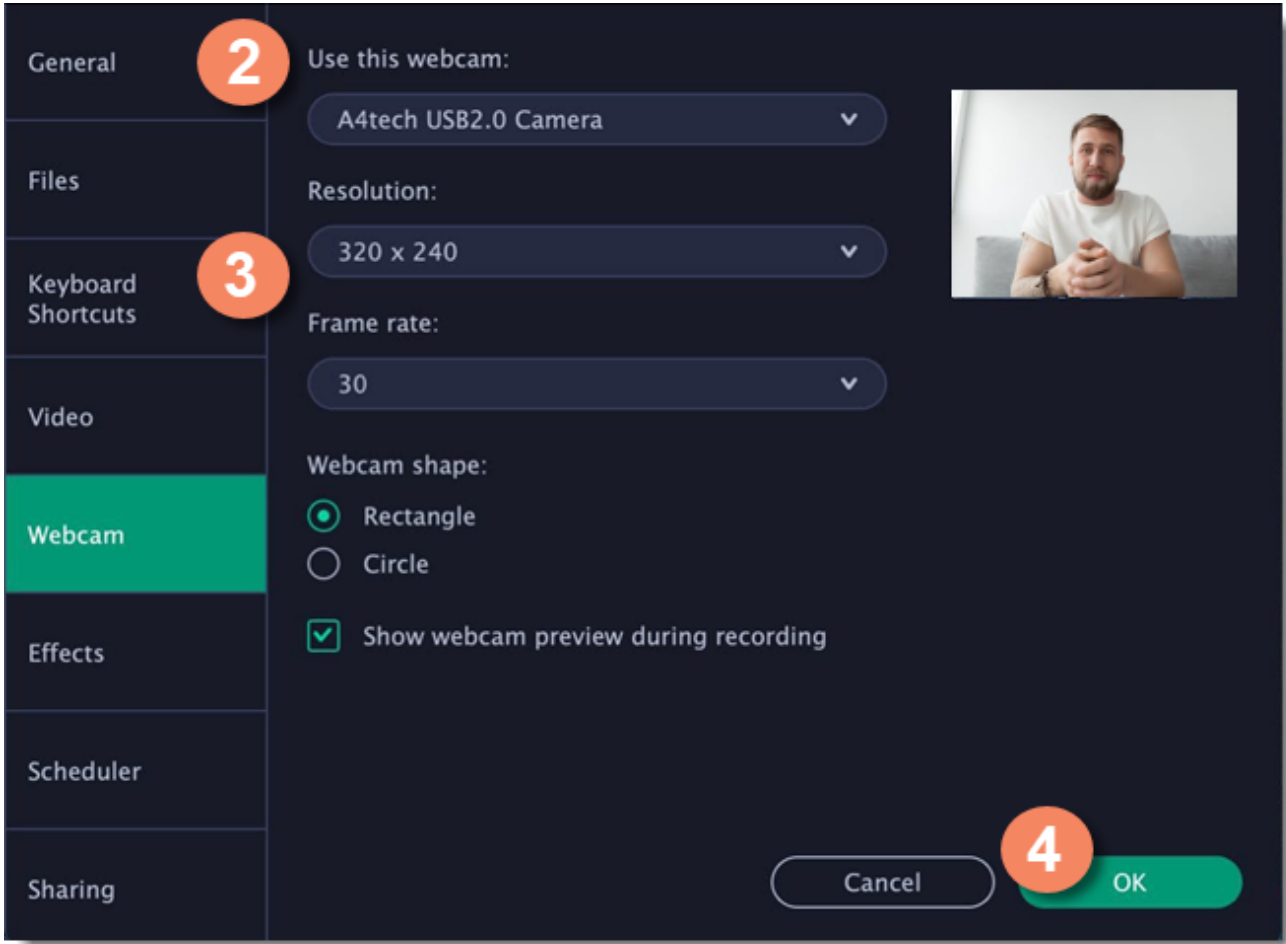 General
Files
Keyboard
Shortcuts
Video
Webcam
Effects
Scheduler
Sharing
2
Use this webcam:
A4tech USB2.0 Camera
Resolution:
3
320 x 240
Frame rate:
30
Webcam shape:
Rectangle
Circle
Show webcam preview during recording
Cancel
4
OK